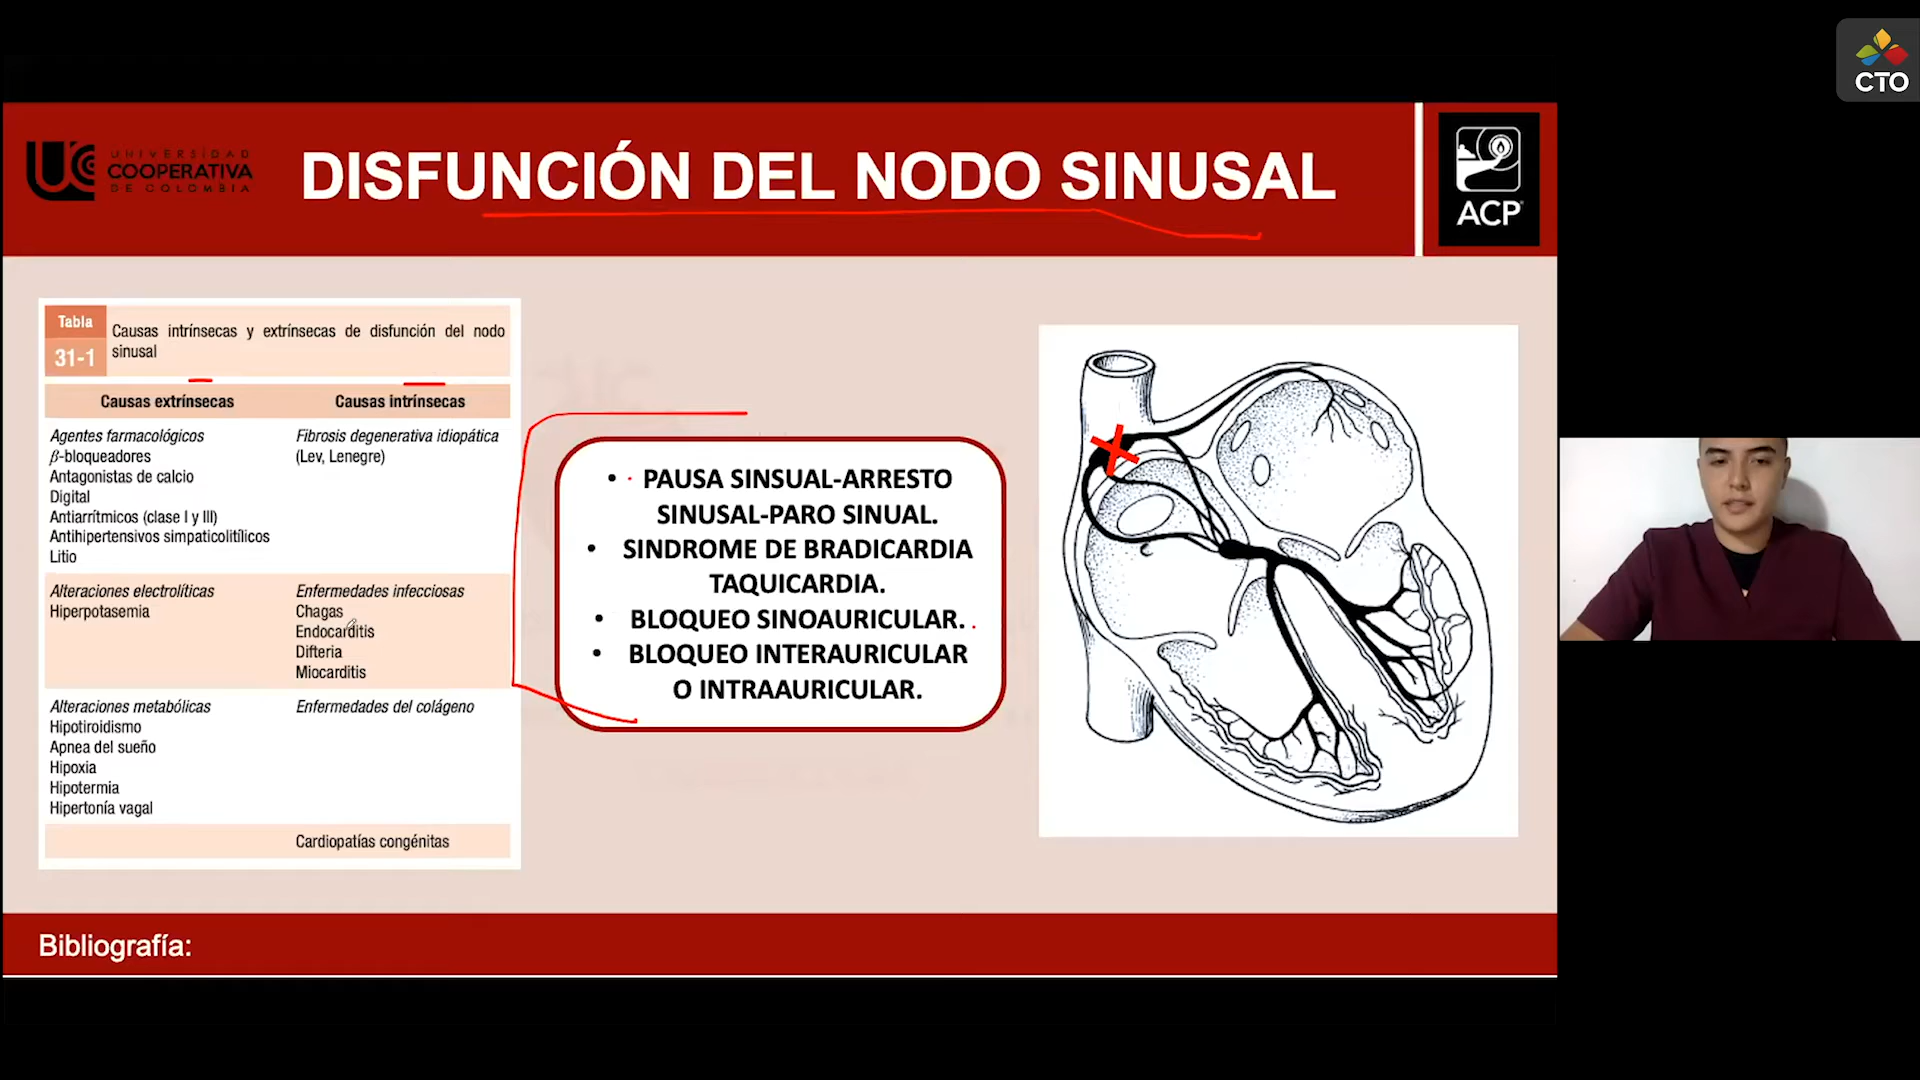 CTO
UNIVERSIDAD
COOPERATIVA
DE COLOMBIA
DISFUNCIÓN DEL NODO SINUSAL
ACP
Tabla
31-1
Causas intrínsecas y extrínsecas de disfunción del nodo
sinusal
Causas extrínsecas Causas intrínsecas
Agentes farmacológicos Fibrosis degenerativa idiopática
β-bloqueadores (Lev, Lenegre)
Antagonistas de calcio
Digital
Antiarrítmicos (clase I y III)
Antihipertensivos simpaticolitílicos
Litio
Alteraciones electrolíticas Enfermedades infecciosas
Hiperpotasemia Chagas
Endocarditis
Difteria
Miocarditis
Alteraciones metabólicas Enfermedades del colágeno
Hipotiroidismo
Apnea del sueño
Hipoxia
Hipotermia
Hipertonía vagal
Cardiopatías congénitas
• PAUSA SINSUAL-ARRESTO
SINUSAL-PARO SINUAL.
• SINDROME DE BRADICARDIA
TAQUICARDIA.
• BLOQUEO SINOAURICULAR.
• BLOQUEO INTERAURICULAR
O INTRAAURICULAR.
Bibliografía: